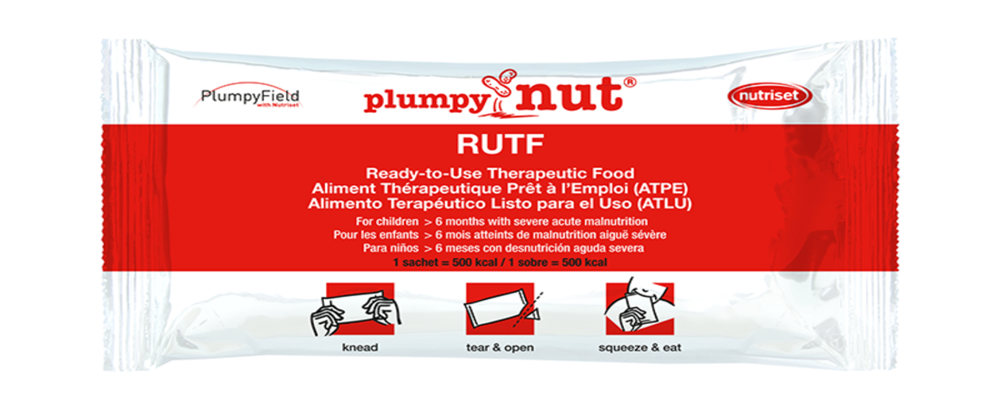 PlumpyField
with Nutriset
plumpy nut®
nutriset
RUTF
Ready-to-Use Therapeutic Food
Aliment Thérapeutique Prêt à l'Emploi (ATPE)
Alimento Terapéutico Listo para el Uso (ATLU)
For children > 6 months with severe acute malnutrition
Pour les enfants > 6 mois atteints de malnutrition aiguë sévère
Para niños > 6 meses con desnutrición aguda severa
1 sachet = 500 kcal / 1 sobre = 500 kcal
knead
tear & open
squeeze & eat